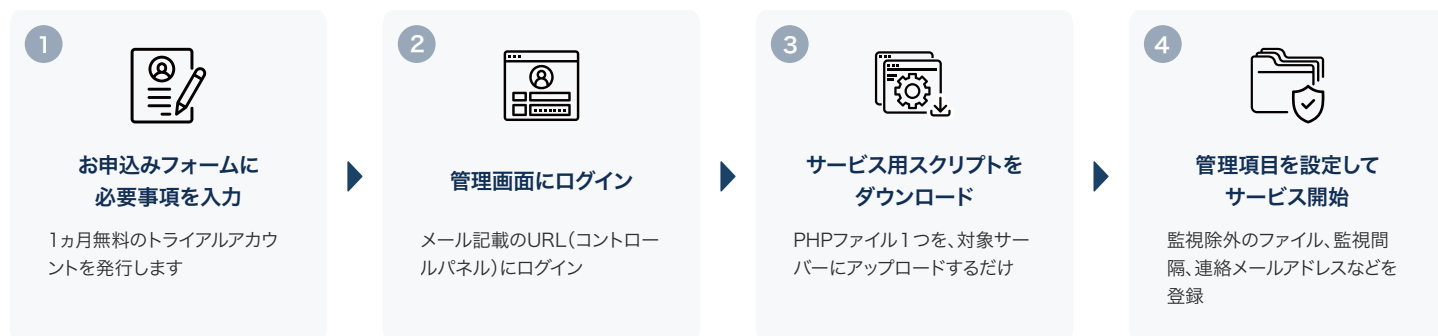 1
お申込みフォームに
必要事項を入力
1ヵ月無料のトライアルアカウ
ントを発行します
2
管理画面にログイン
メール記載のURL(コントロー
ルパネル)にログイン
3
サービス用スクリプトを
ダウンロード
PHPファイル1つを、対象サー
バーにアップロードするだけ
4
管理項目を設定して
サービス開始
監視除外のファイル、監視間
隔、連絡メールアドレスなどを
登録